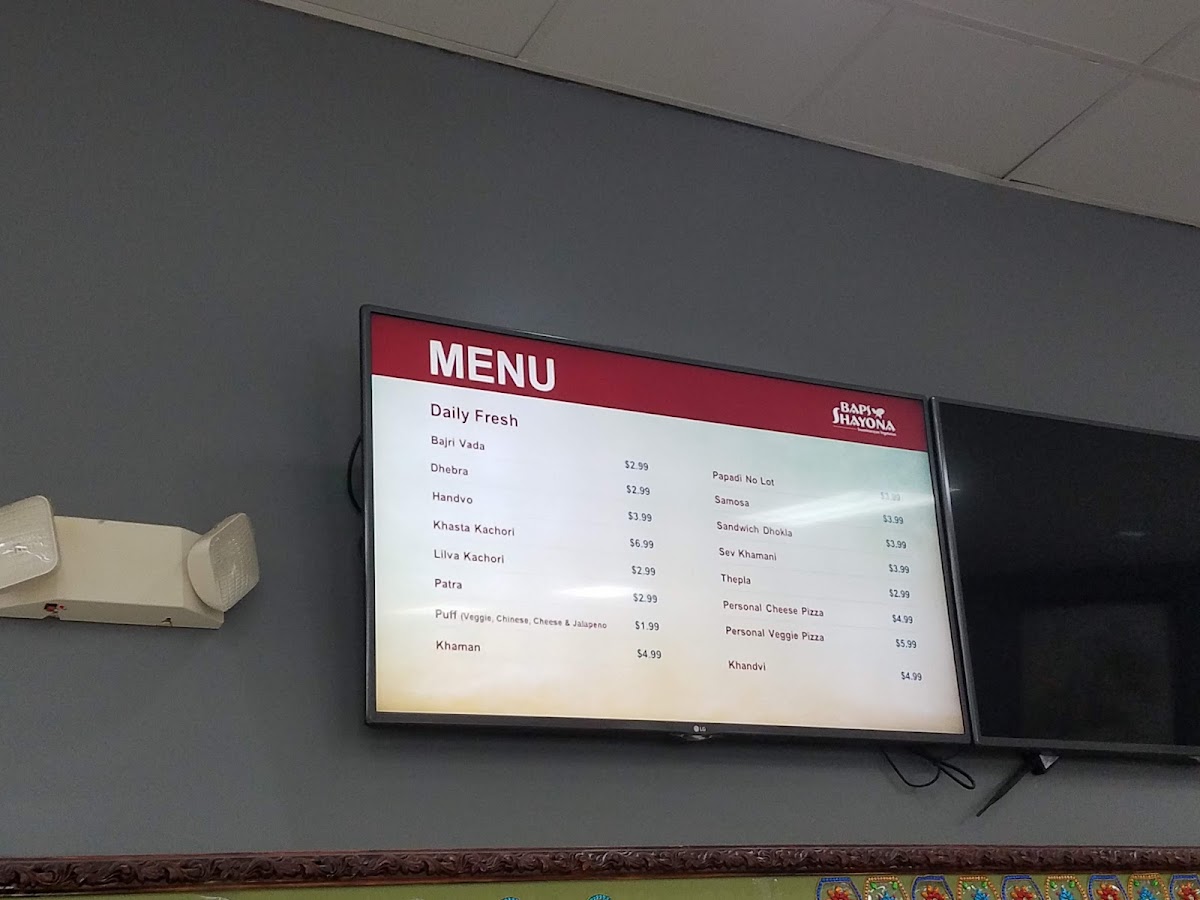 MENU
BAPS
SHAYONA
Daily Fresh
Bajri Vada $2.99
Dhebra $2.99
Handvo $3.99
Khasta Kachori $6.99
Lilva Kachori $2.99
Patra $2.99
Puff (Veggie, Chinese, Cheese & Jalapeno $1.99
Khaman $4.99
Papadi No Lot
Samosa $3.99
Sandwich Dhokla $3.99
Sev Khamani $3.99
Thepla $2.99
Personal Cheese Pizza $4.99
Personal Veggie Pizza $5.99
Khandvi $4.99
LG